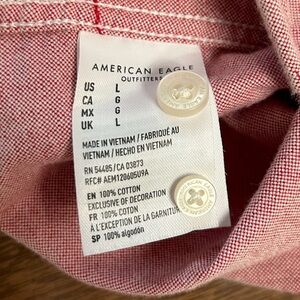 AMERICAN EAGLE
OUTFITTERS
US L
CA G
MX G
UK L
MADE IN VIETNAM / FABRIQUÉ AU
VIETNAM / HECHO EN VIETNAM
RN 54485/CA 03873
RFC# AEM120605U9A
EN 100% COTTON
EXCLUSIVE OF DECORATION
FR 100% COTON
À L'EXCEPTION DE LA GARNITURE
SP 100% algodón